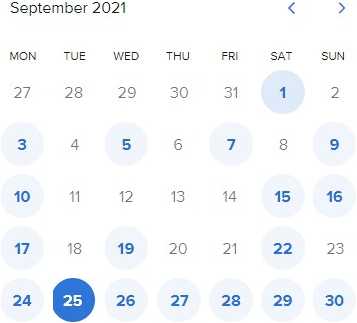 September 2021
MON TUE WED THU FRI SAT SUN
27 28 29 30 31 1 2
3 4 5 6 7 8 9
10 11 12 13 14 15 16
17 18 19 20 21 22 23
24 25 26 27 28 29 30